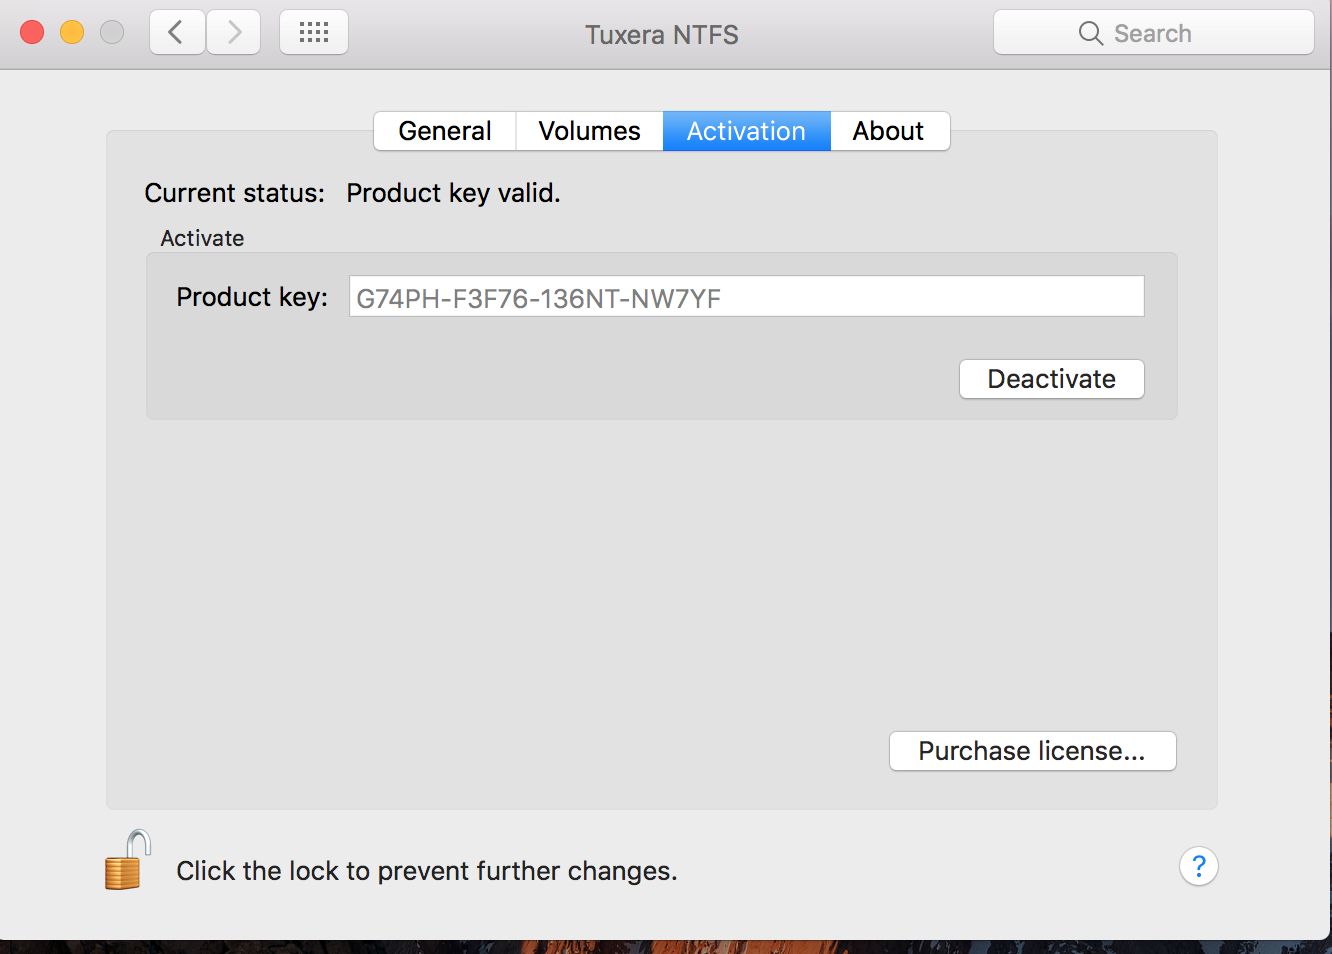 Tuxera NTFS
Search
General Volumes Activation About
Current status: Product key valid.
Activate
Product key: G74PH-F3F76-136NT-NW7YF
Deactivate
Purchase license...
Click the lock to prevent further changes.
?